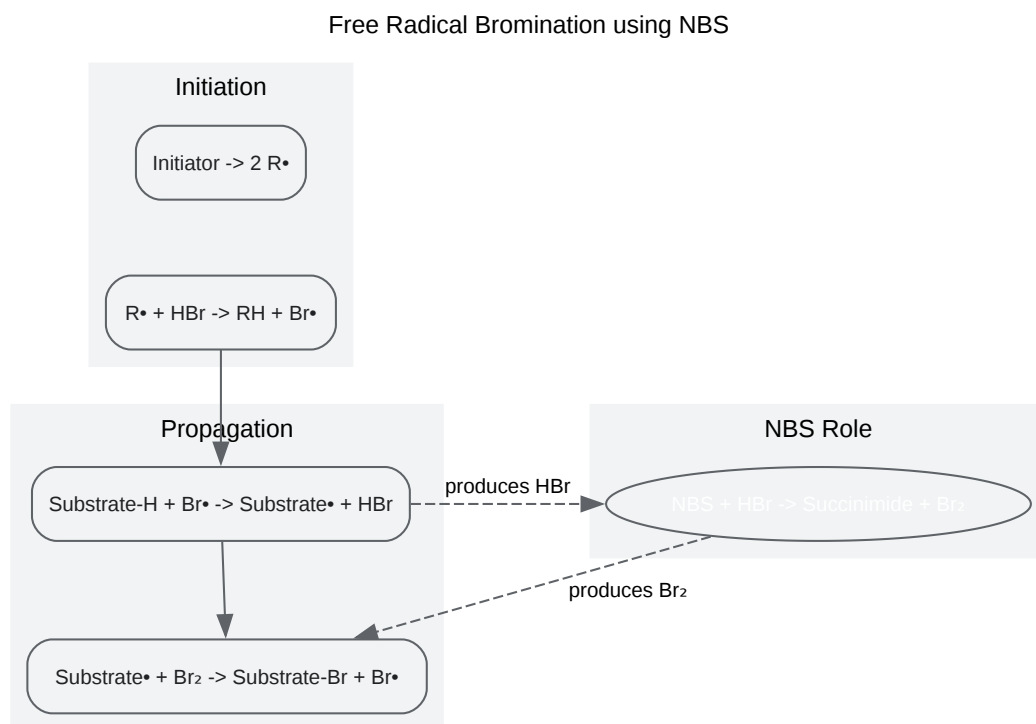 Free Radical Bromination using NBS
Initiation
Initiator -> 2 R•
R• + HBr -> RH + Br•
Propagation
NBS Role
Substrate-H + Br• -> Substrate• + HBr
produces HBr
NBS + HBr -> Succinimide + Br₂
produces Br₂
Substrate• + Br₂ -> Substrate-Br + Br•